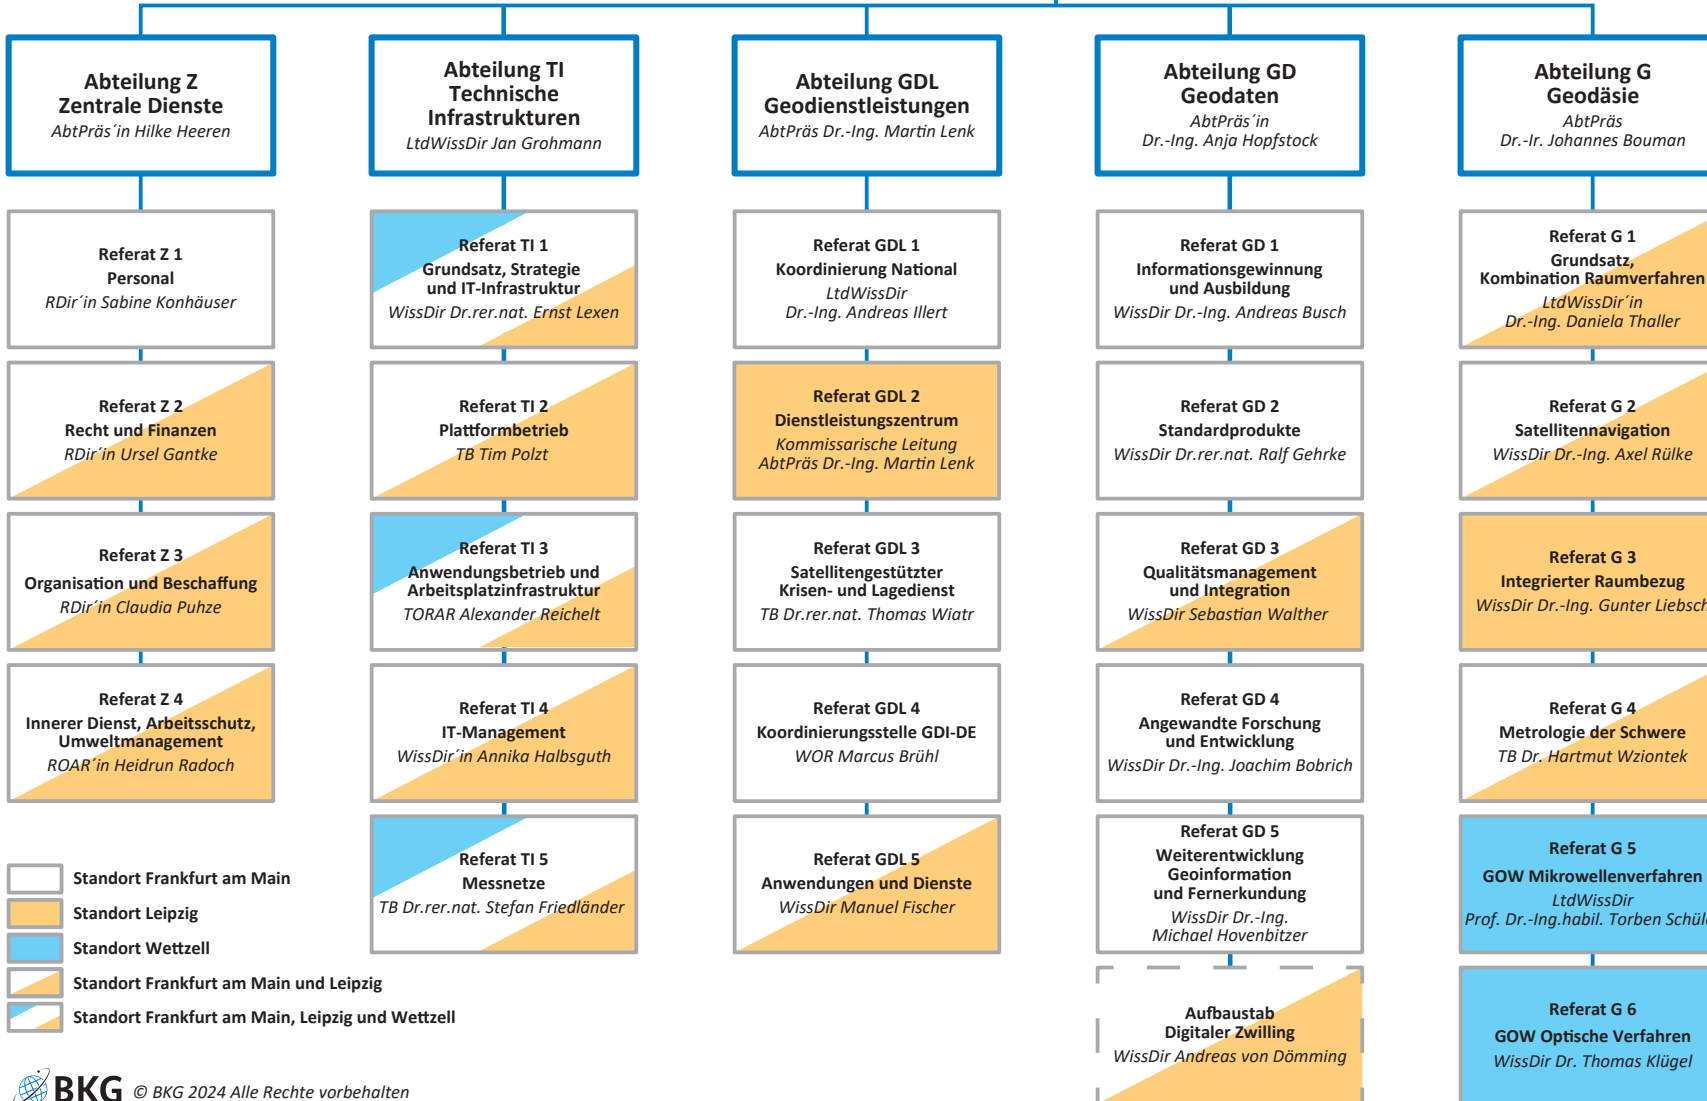 Abteilung Z
Zentrale Dienste
AbtPräs´in Hilke Heeren
Referat Z 1
Personal
RDir´in Sabine Konhäuser
Referat Z 2
Recht und Finanzen
RDir´in Ursel Gantke
Referat Z 3
Organisation und Beschaffung
RDir´in Claudia Puhze
Referat Z 4
Innerer Dienst, Arbeitsschutz,
Umweltmanagement
ROAR´in Heidrun Radoch
Abteilung TI
Technische
Infrastrukturen
LtdWissDir Jan Grohmann
Referat TI 1
Grundsatz, Strategie
und IT-Infrastruktur
WissDir Dr.rer.nat. Ernst Lexen
Referat TI 2
Plattformbetrieb
TB Tim Polzt
Referat TI 3
Anwendungsbetrieb und
Arbeitsplatzinfrastruktur
TORAR Alexander Reichelt
Referat TI 4
IT-Management
WissDir´in Annika Halbsguth
Referat TI 5
Messnetze
TB Dr.rer.nat. Stefan Friedländer
Abteilung GDL
Geodienstleistungen
AbtPräs Dr.-Ing. Martin Lenk
Referat GDL 1
Koordinierung National
LtdWissDir
Dr.-Ing. Andreas Illert
Referat GDL 2
Dienstleistungszentrum
Kommissarische Leitung
AbtPräs Dr.-Ing. Martin Lenk
Referat GDL 3
Satellitengestützter
Krisen- und Lagedienst
TB Dr.rer.nat. Thomas Wiatr
Referat GDL 4
Koordinierungsstelle GDI-DE
WOR Marcus Brühl
Referat GDL 5
Anwendungen und Dienste
WissDir Manuel Fischer
Abteilung GD
Geodaten
AbtPräs´in
Dr.-Ing. Anja Hopfstock
Referat GD 1
Informationsgewinnung
und Ausbildung
WissDir Dr.-Ing. Andreas Busch
Referat GD 2
Standardprodukte
WissDir Dr.rer.nat. Ralf Gehrke
Referat GD 3
Qualitätsmanagement
und Integration
WissDir Sebastian Walther
Referat GD 4
Angewandte Forschung
und Entwicklung
WissDir Dr.-Ing. Joachim Bobrich
Referat GD 5
Weiterentwicklung
Geoinformation
und Fernerkundung
WissDir Dr.-Ing.
Michael Hovenbitzer
Aufbaustab
Digitaler Zwilling
WissDir Andreas von Dömming
Abteilung G
Geodäsie
AbtPräs
Dr.-Ir. Johannes Bouman
Referat G 1
Grundsatz,
Kombination Raumverfahren
LtdWissDir´in
Dr.-Ing. Daniela Thaller
Referat G 2
Satellitennavigation
WissDir Dr.-Ing. Axel Rülke
Referat G 3
Integrierter Raumbezug
WissDir Dr.-Ing. Gunter Liebsch
Referat G 4
Metrologie der Schwere
TB Dr. Hartmut Wziontek
Referat G 5
GOW Mikrowellenverfahren
LtdWissDir
Prof. Dr.-Ing.habil. Torben
Referat G 6
GOW Optische Verfahren
WissDir Dr. Thomas Klügel
Standort Frankfurt am Main
Standort Leipzig
Standort Wettzell
Standort Frankfurt am Main und Leipzig
Standort Frankfurt am Main, Leipzig und Wettzell
BKG © BKG 2024 Alle Rechte vorbehalten